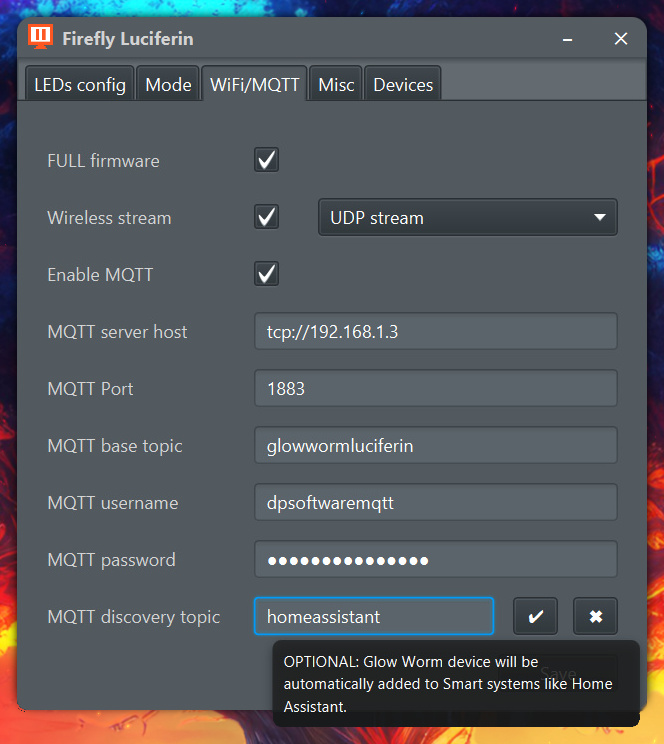 Firefly Luciferin
LEDs config Mode WiFi/MQTT Misc Devices
FULL firmware
Wireless stream UDP stream
Enable MQTT
MQTT server host tcp://192.168.1.3
MQTT Port 1883
MQTT base topic glowwormluciferin
MQTT username dpsoftwaremqtt
MQTT password ●●●●●●●●●●●●●●●
MQTT discovery topic homeassistant
OPTIONAL: Glow Worm device will be
automatically added to Smart systems like Home
Assistant.
Save